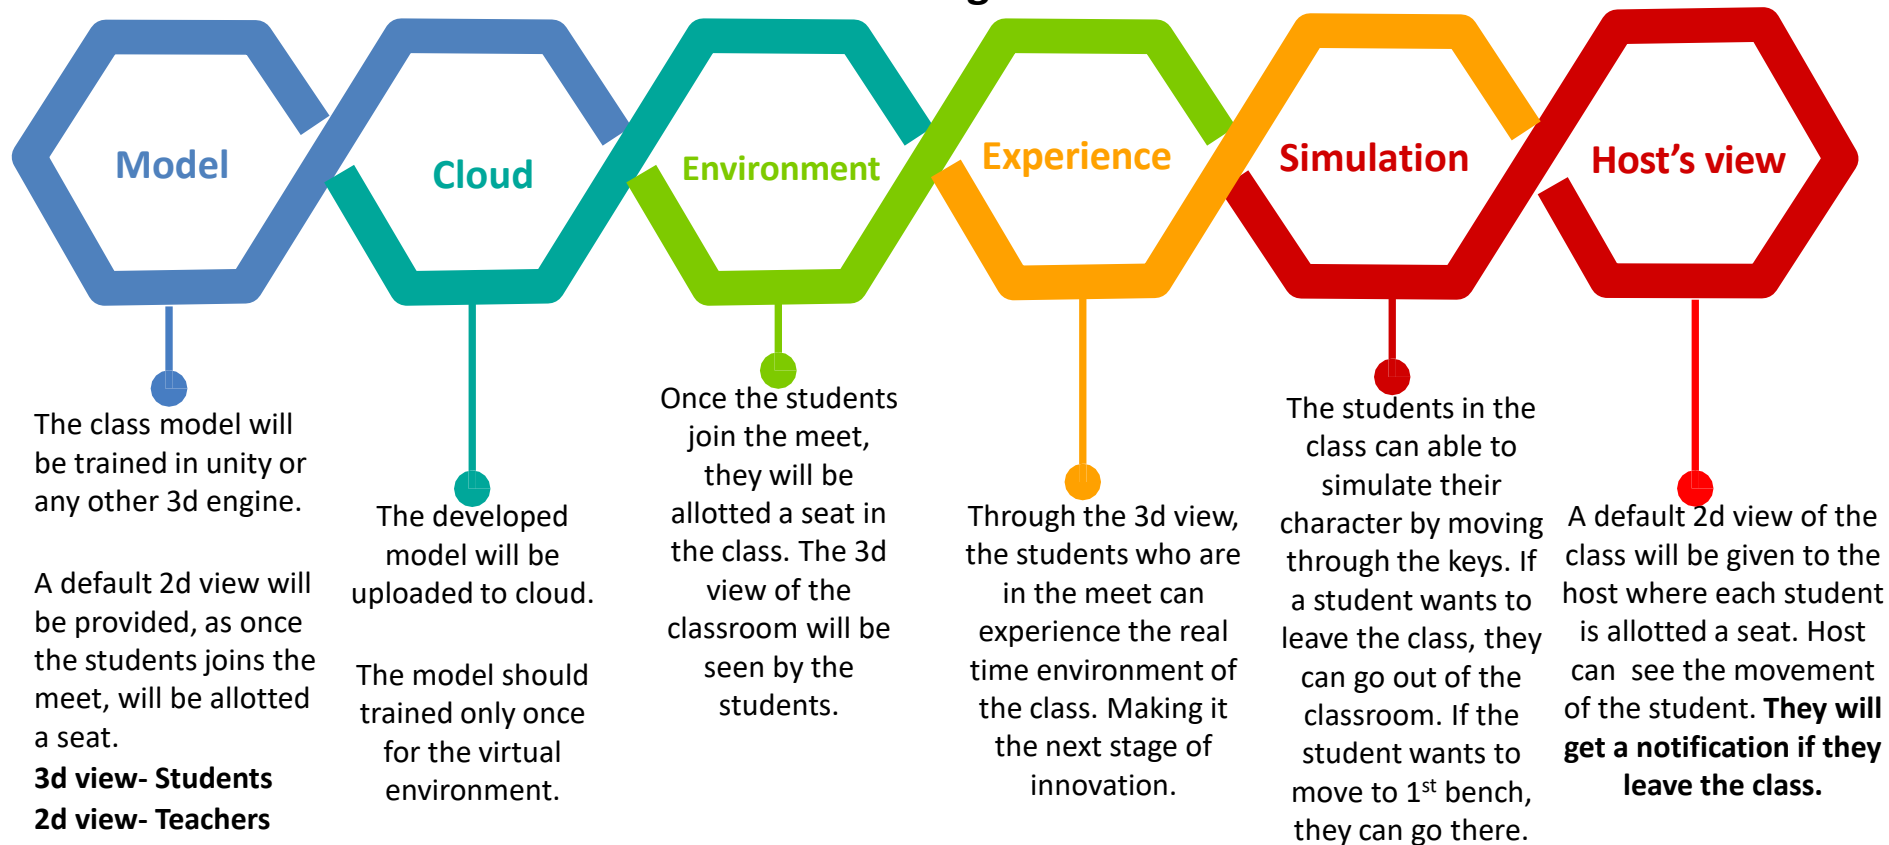 Model
Cloud
Environment
Experience
Simulation
Host's view
The class model will
be trained in unity or
any other 3d engine.
A default 2d view will
be provided, as once
the students joins the
meet, will be allotted
a seat.
3d view- Students
2d view- Teachers
The developed
model will be
uploaded to cloud.
The model should
trained only once
for the virtual
environment.
Once the students
join the meet,
they will be
allotted a seat in
the class. The 3d
view of the
classroom will be
seen by the
students.
Through the 3d view,
the students who are
in the meet can
experience the real
time environment of
the class. Making it
the next stage of
innovation.
The students in the
class can able to
simulate their
character by moving
through the keys. If
a student wants to
leave the class, they
can go out of the
classroom. If the
student wants to
move to 1st bench,
they can go there.
A default 2d view of the
class will be given to the
host where each student
is allotted a seat. Host
can  see the movement
of the student. They will
get a notification if they
leave the class.